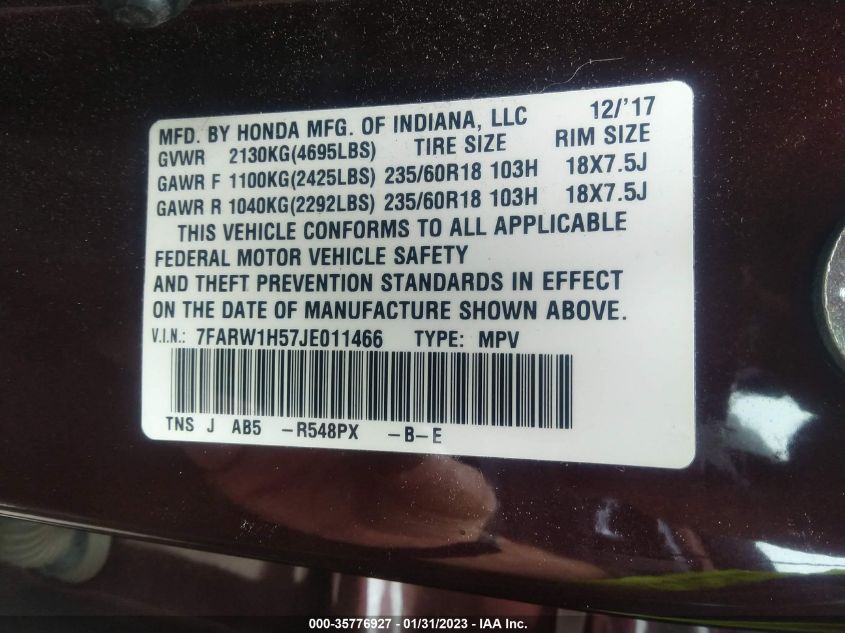 MFD. BY HONDA MFG. OF INDIANA, LLC 12/'17
GVWR 2130KG(4695LBS) TIRE SIZE RIM SIZE
GAWR F 1100KG(2425LBS) 235/60R18 103H 18X7.5J
GAWR R 1040KG(2292LBS) 235/60R18 103H 18X7.5J
THIS VEHICLE CONFORMS TO ALL APPLICABLE
FEDERAL MOTOR VEHICLE SAFETY
AND THEFT PREVENTION STANDARDS IN EFFECT
ON THE DATE OF MANUFACTURE SHOWN ABOVE.
V.I.N.: 7FARW1H57JE011466 TYPE: MPV
TNS J AB5 -R548PX -B-E
000-35776927 - 01/31/2023 - IAA Inc.